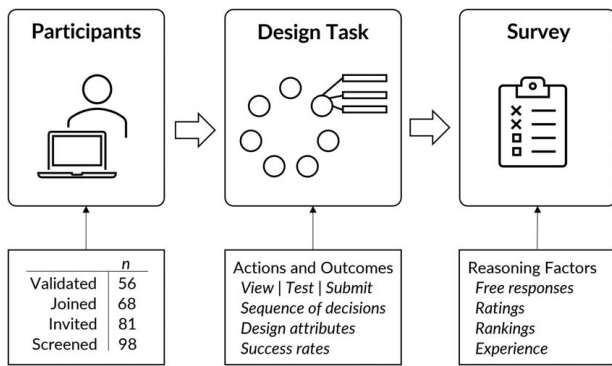 Participants
Design Task
Survey
n
Validated 56
Joined 68
Invited 81
Screened 98
Actions and Outcomes
View | Test | Submit
Sequence of decisions
Design attributes
Success rates
Reasoning Factors
Free responses
Ratings
Rankings
Experience